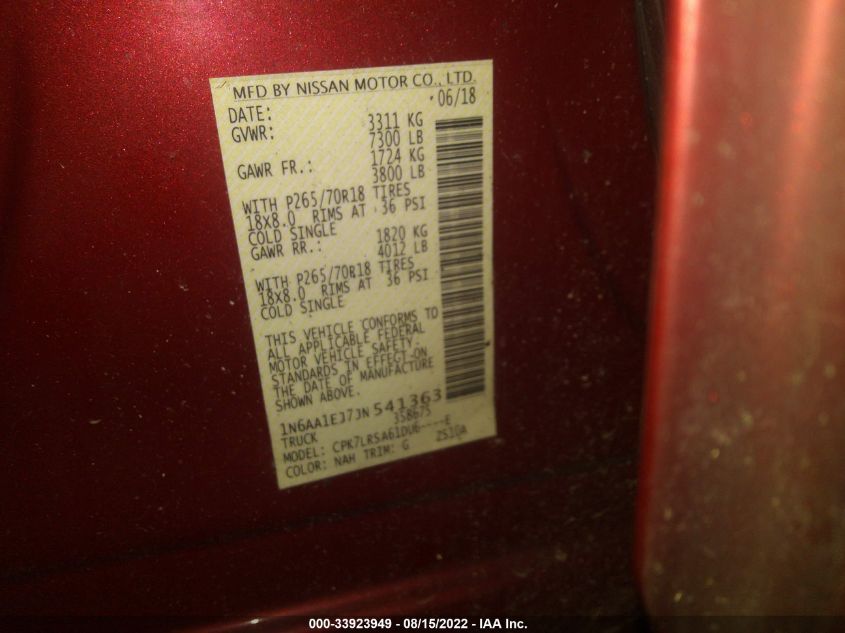 MFD BY NISSAN MOTOR CO., LTD.
DATE: 06/18
GVWR: 3311 KG
7300 LB
GAWR FR.: 1724 KG
3800 LB
WITH P265/70R18 TIRES
18X8.0 RIMS AT 36 PSI
COLD SINGLE
GAWR RR.: 1820 KG
4012 LB
WITH P265/70R18 TIRES
18X8.0 RIMS AT 36 PSI
COLD SINGLE
THIS VEHICLE CONFORMS TO
ALL APPLICABLE FEDERAL
MOTOR VEHICLE SAFETY
STANDARDS IN EFFECT ON
THE DATE OF MANUFACTURE
SHOWN ABOVE.
1N6AA1EJ7JN541363
TRUCK 358675
MODEL: CPK7LRSA61DU6----E
COLOR: NAH TRIM: G 2510A
000-33923949 - 08/15/2022 - IAA Inc.